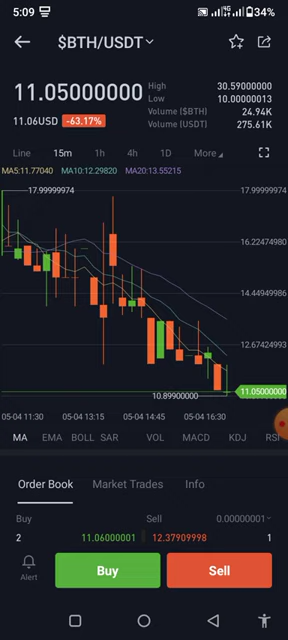 5:09 4G 34%
$BTH/USDT
11.05000000
High 30.59000000
Low 10.00000013
11.06USD -63.17%
Volume ($BTH) 24.94K
Volume (USDT) 275.61K
Line 15m 1h 4h 1D More
MA5:11.77040 MA10:12.29820 MA20:13.55215
17.99999974 17.99999974
16.22474980
14.44949986
12.67424993
11.05000000
10.89900000
05-04 11:30 05-04 13:15 05-04 14:45 05-04 16:30
MA EMA BOLL SAR VOL MACD KDJ RSI
Order Book Market Trades Info
Buy Sell 0.00000001
2 11.06000001 12.37909998 1
Alert Buy Sell